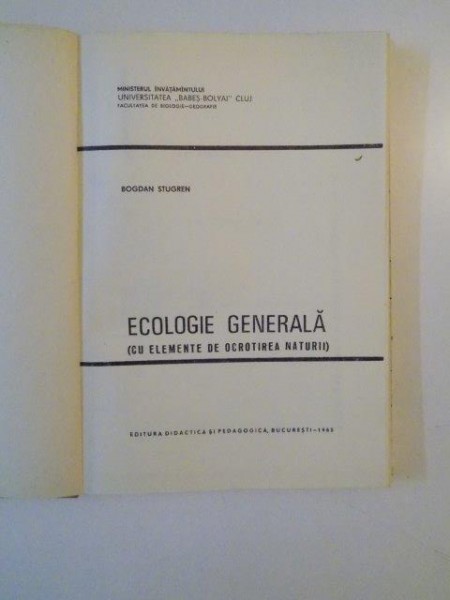 MINISTERUL ÎNVĂȚĂMÎNTULUI
UNIVERSITATEA „BABEȘ-BOLYAI” CLUJ
FACULTATEA DE BIOLOGIE-GEOGRAFIE
BOGDAN STUGREN
ECOLOGIE GENERALĂ
(CU ELEMENTE DE OCROTIREA NATURII)
EDITURA DIDACTICĂ ȘI PEDAGOGICĂ, BUCUREȘTI-1965